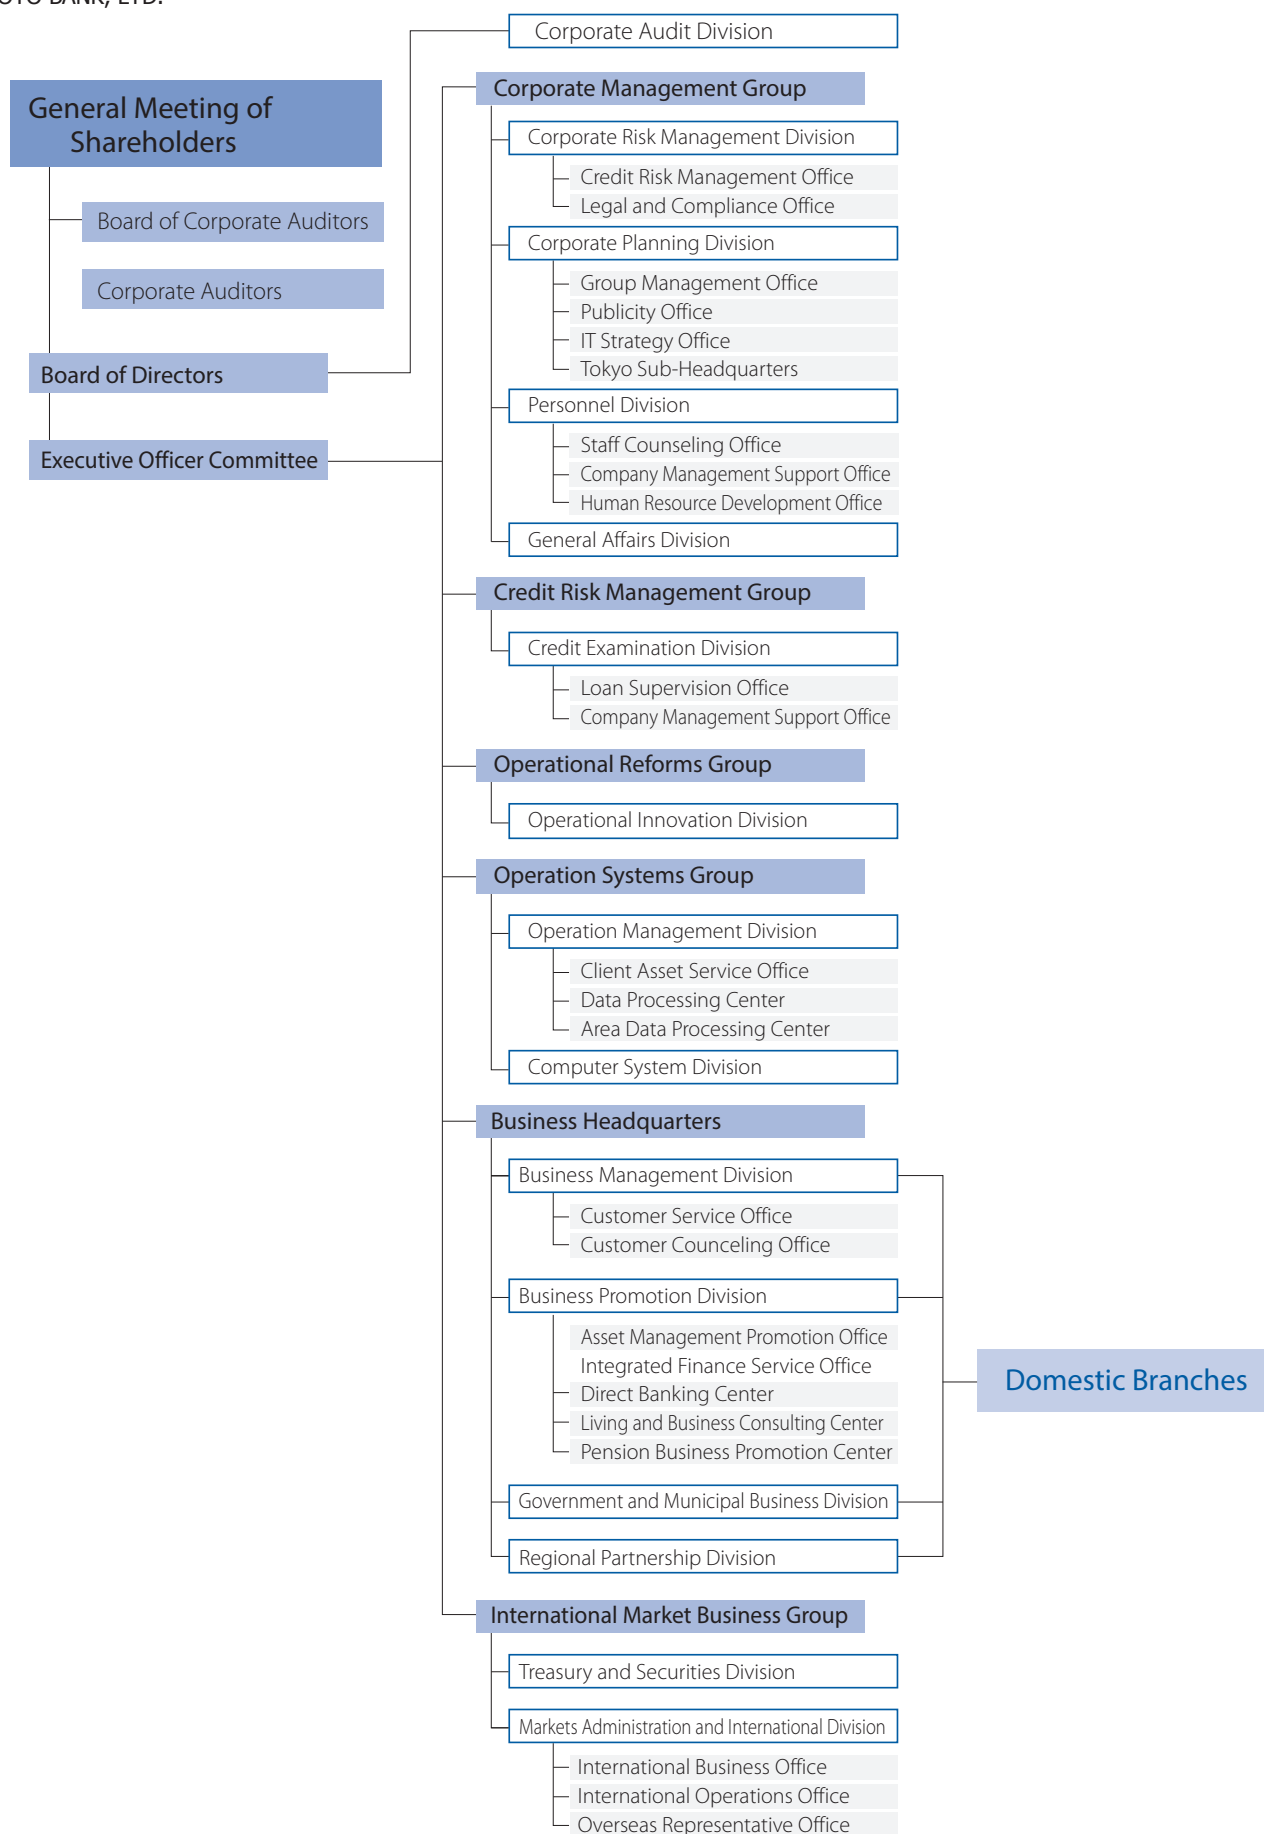 BANK, LTD.
Corporate Audit Division
General Meeting of
Shareholders
Board of Corporate Auditors
Corporate Auditors
Board of Directors
Executive Officer Committee
Corporate Management Group
Corporate Risk Management Division
Credit Risk Management Office
Legal and Compliance Office
Corporate Planning Division
Group Management Office
Publicity Office
IT Strategy Office
Tokyo Sub-Headquarters
Personnel Division
Staff Counseling Office
Company Management Support Office
Human Resource Development Office
General Affairs Division
Credit Risk Management Group
Credit Examination Division
Loan Supervision Office
Company Management Support Office
Operational Reforms Group
Operational Innovation Division
Operation Systems Group
Operation Management Division
Client Asset Service Office
Data Processing Center
Area Data Processing Center
Computer System Division
Business Headquarters
Business Management Division
Customer Service Office
Customer Counceling Office
Business Promotion Division
Asset Management Promotion Office
Integrated Finance Service Office
Direct Banking Center
Living and Business Consulting Center
Pension Business Promotion Center
Government and Municipal Business Division
Regional Partnership Division
Domestic Branches
International Market Business Group
Treasury and Securities Division
Markets Administration and International Division
International Business Office
International Operations Office
Overseas Representative Office